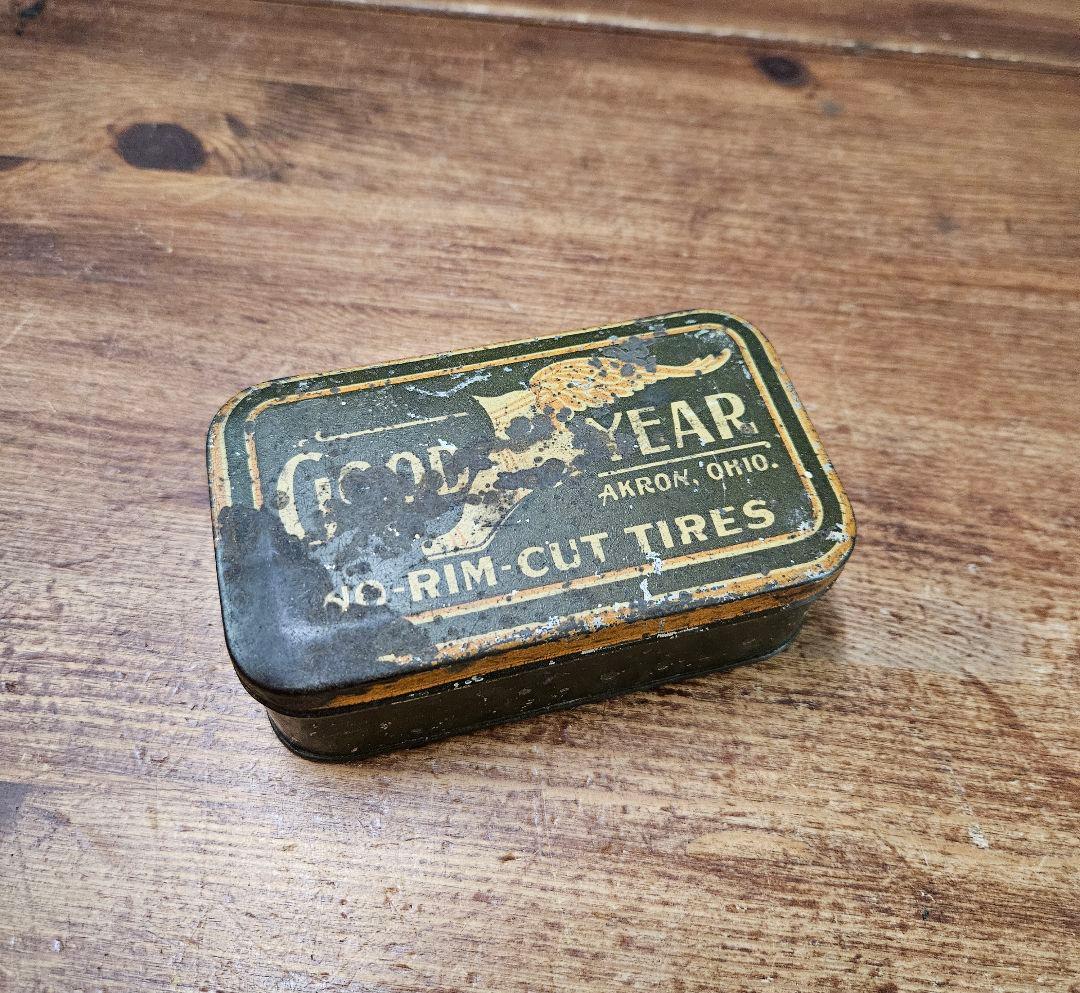 GOOD YEAR
AKRON, OHIO.
NO-RIM-CUT TIRES